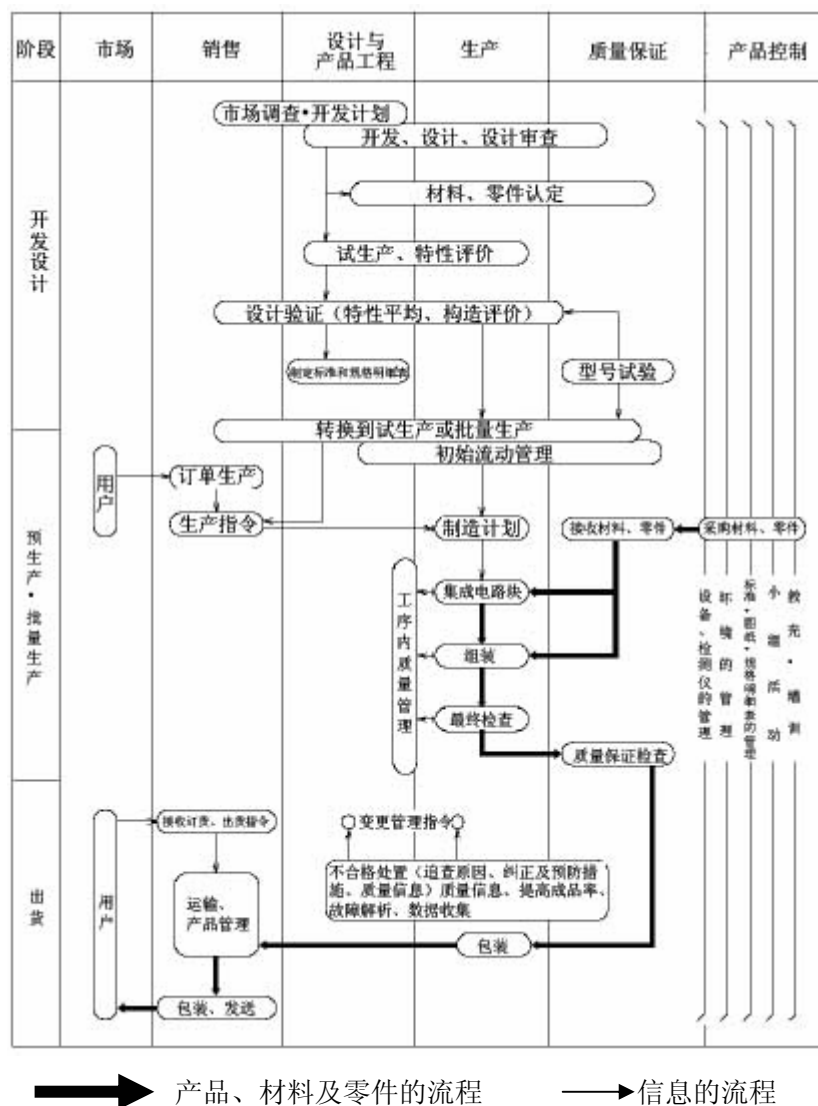 阶段
市场
销售
设计与
产品工程
生产
质量保证
产品控制
开发设计
市场调查•开发计划
开发、设计、设计审查
材料、零件认定
试生产、特性评价
设计验证（特性平均、构造评价）
制定标准和规格明细表
型号试验
转换到试生产或批量生产
初始流动管理
预生产·批量生产
用户
订单生产
生产指令
制造计划
接收材料、零件
采购材料、零件
工序内质量管理
集成电路块
组装
最终检查
质量保证检查
设备、检测仪的管理
环境的管理
标准·图纸·规格明细表的管理
出货
用户
接收订货、出货指令
变更管理指令
不合格处置（追查原因、纠正及预防措
施、质量信息）质量信息、提高成品率、
故障解析、数据收集
运输、
产品管理
包装
包装、发送
产品、材料及零件的流程
信息的流程